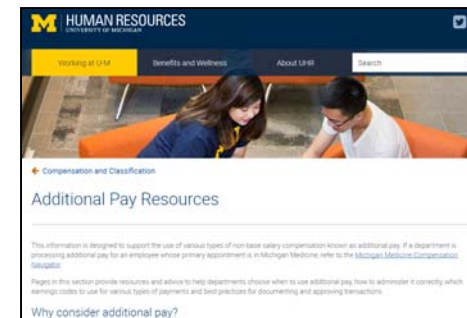 M HUMAN RESOURCES
UNIVERSITY OF MICHIGAN
Working at U-M Benefits and Wellness About UHR Search
Compensation and Classification
Additional Pay Resources
This information is designed to support the use of various types of non-base salary compensation known as additional pay. If a department is
processing additional pay for an employee whose primary appointment is in Michigan Medicine, refer to the Michigan Medicine Compensation
Navigator.
Pages in this section provide resources and advice to help departments choose when to use additional pay, how to administer it correctly, which
earnings codes to use for various types of payments and best practices for documenting and approving transactions.
Why consider additional pay?